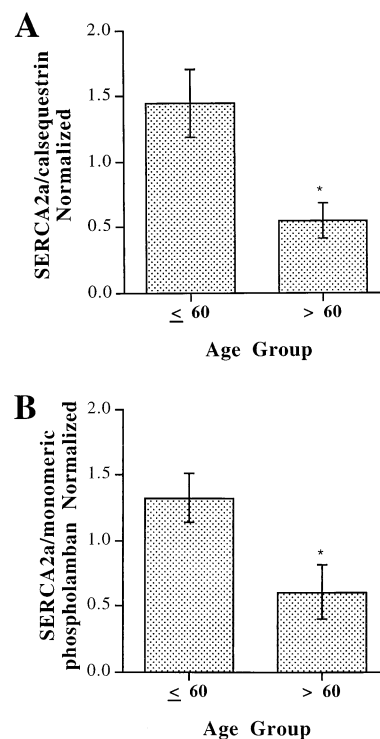 A
2.0
1.5
1.0
0.5
0.0
SERCA2a/calsequestrin
Normalized
*
≤ 60
> 60
Age Group
B
2.0
1.5
1.0
0.5
0.0
SERCA2a/monomeric
phospholamban Normalized
*
≤ 60
> 60
Age Group